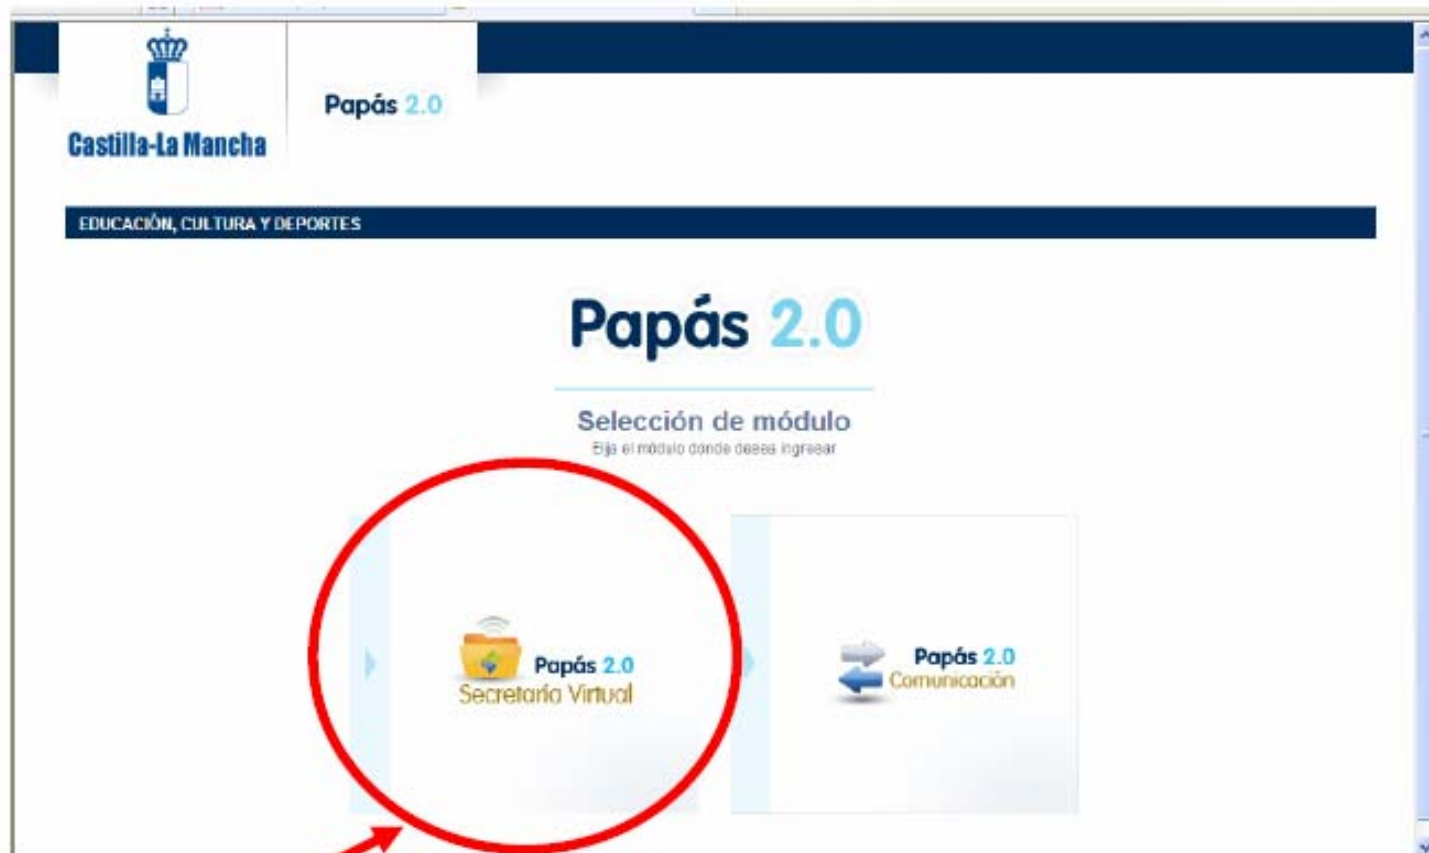 Castilla-La Mancha
Papás 2.0
EDUCACIÓN, CULTURA Y DEPORTES
Papás 2.0
Selección de módulo
Elija el módulo donde desea ingresar
Papás 2.0
Secretaría Virtual
Papás 2.0
Comunicación